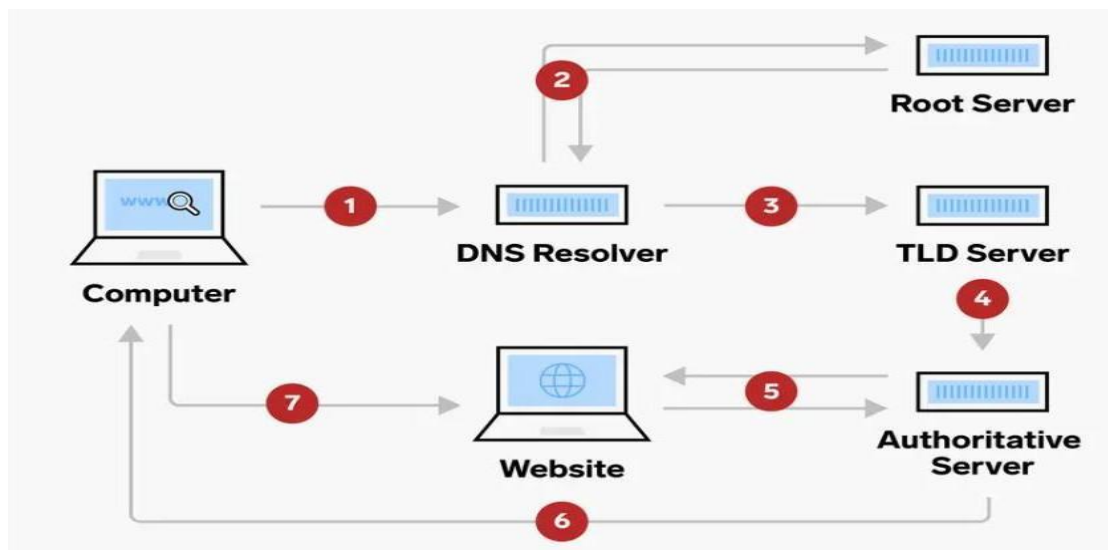 2
Root Server
www
1
3
DNS Resolver
TLD Server
Computer
4
7
5
Authoritative
Server
Website
6